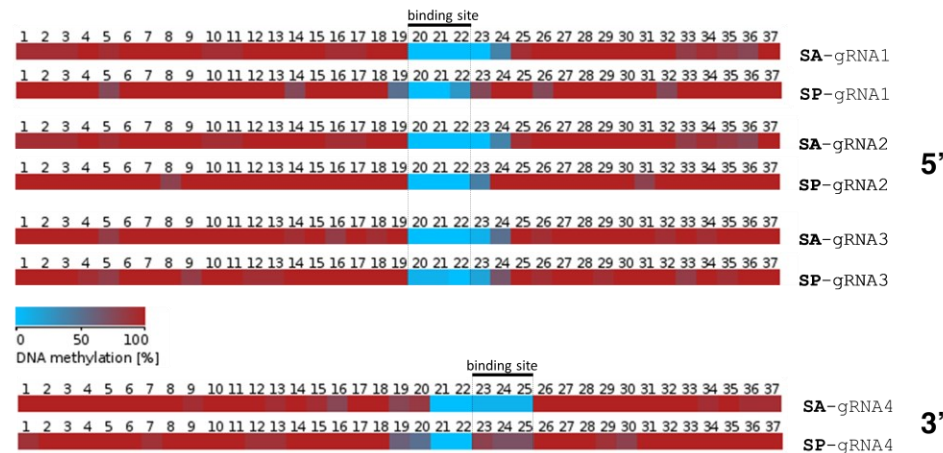 binding site
1 2 3 4 5 6 7 8 9 10 11 12 13 14 15 16 17 18 19 20 21 22 23 24 25 26 27 28 29 30 31 32 33 34 35 36 37
SA-gRNA1
1 2 3 4 5 6 7 8 9 10 11 12 13 14 15 16 17 18 19 20 21 22 23 24 25 26 27 28 29 30 31 32 33 34 35 36 37
SP-gRNA1
1 2 3 4 5 6 7 8 9 10 11 12 13 14 15 16 17 18 19 20 21 22 23 24 25 26 27 28 29 30 31 32 33 34 35 36 37
SA-gRNA2
5’
1 2 3 4 5 6 7 8 9 10 11 12 13 14 15 16 17 18 19 20 21 22 23 24 25 26 27 28 29 30 31 32 33 34 35 36 37
SP-gRNA2
1 2 3 4 5 6 7 8 9 10 11 12 13 14 15 16 17 18 19 20 21 22 23 24 25 26 27 28 29 30 31 32 33 34 35 36 37
SA-gRNA3
1 2 3 4 5 6 7 8 9 10 11 12 13 14 15 16 17 18 19 20 21 22 23 24 25 26 27 28 29 30 31 32 33 34 35 36 37
SP-gRNA3
0 50 100
DNA methylation [%]
binding site
1 2 3 4 5 6 7 8 9 10 11 12 13 14 15 16 17 18 19 20 21 22 23 24 25 26 27 28 29 30 31 32 33 34 35 36 37
SA-gRNA4
3’
1 2 3 4 5 6 7 8 9 10 11 12 13 14 15 16 17 18 19 20 21 22 23 24 25 26 27 28 29 30 31 32 33 34 35 36 37
SP-gRNA4